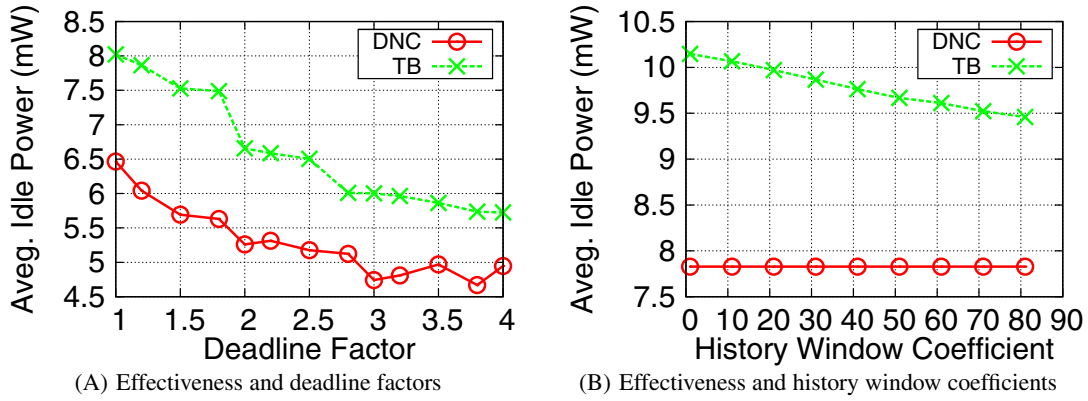 8.5
8
7.5
7
6.5
6
5.5
5
4.5
Aveg. Idle Power (mW)
DNC
TB
1 1.5 2 2.5 3 3.5 4
Deadline Factor
(A) Effectiveness and deadline factors
10.5
10
9.5
9
8.5
8
7.5
Aveg. Idle Power (mW)
DNC
TB
0 10 20 30 40 50 60 70 80 90
History Window Coefficient
(B) Effectiveness and history window coefficients